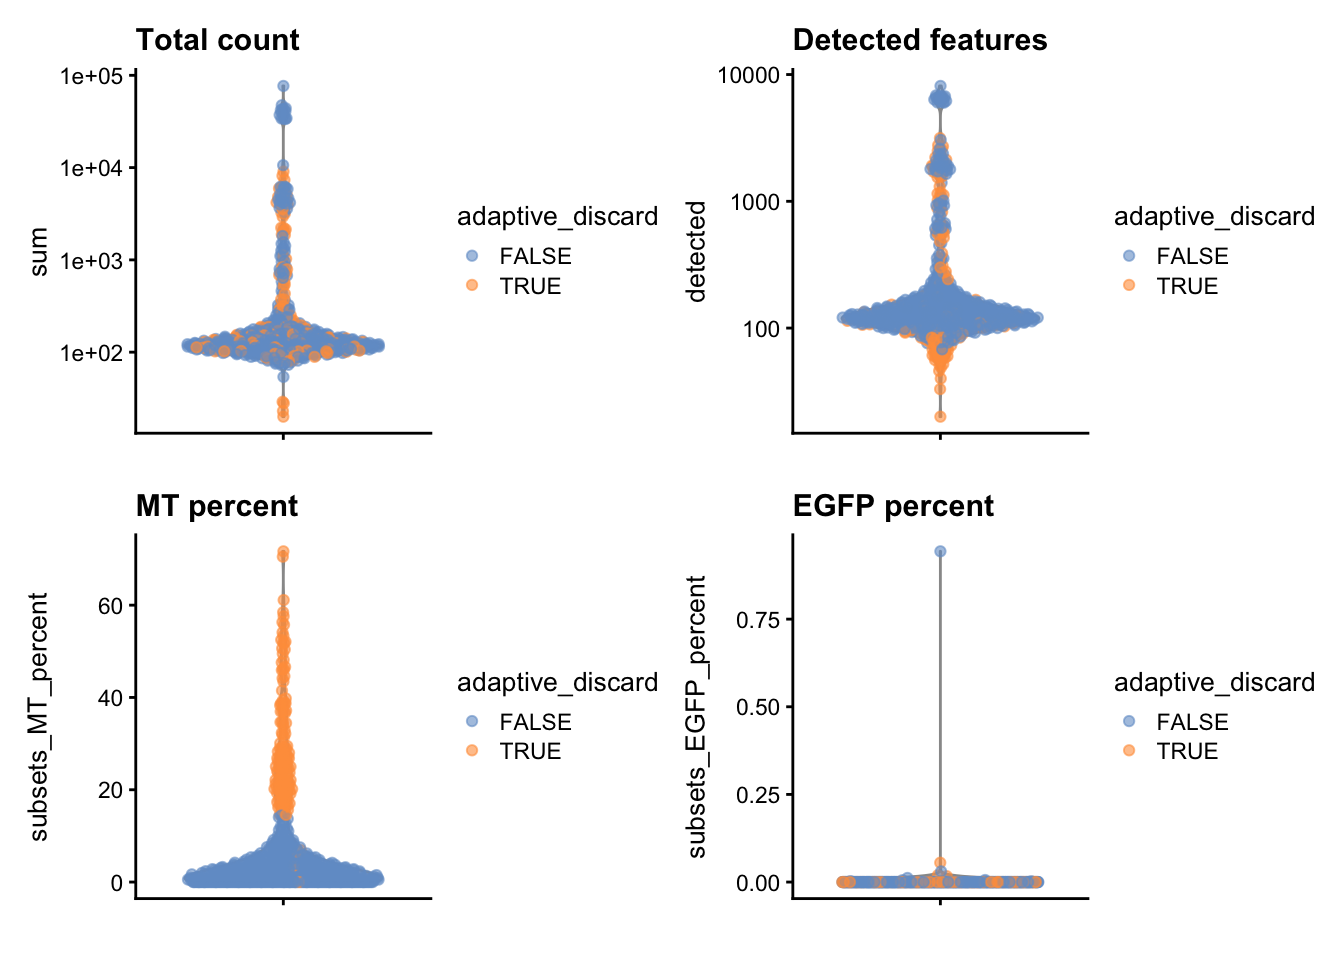 Total count
1e+05
1e+04
1e+03
1e+02
sum
adaptive_discard
FALSE
TRUE
Detected features
10000
1000
100
detected
adaptive_discard
FALSE
TRUE
MT percent
60
40
20
0
subsets_MT_percent
adaptive_discard
FALSE
TRUE
EGFP percent
0.75
0.50
0.25
0.00
subsets_EGFP_percent
adaptive_discard
FALSE
TRUE